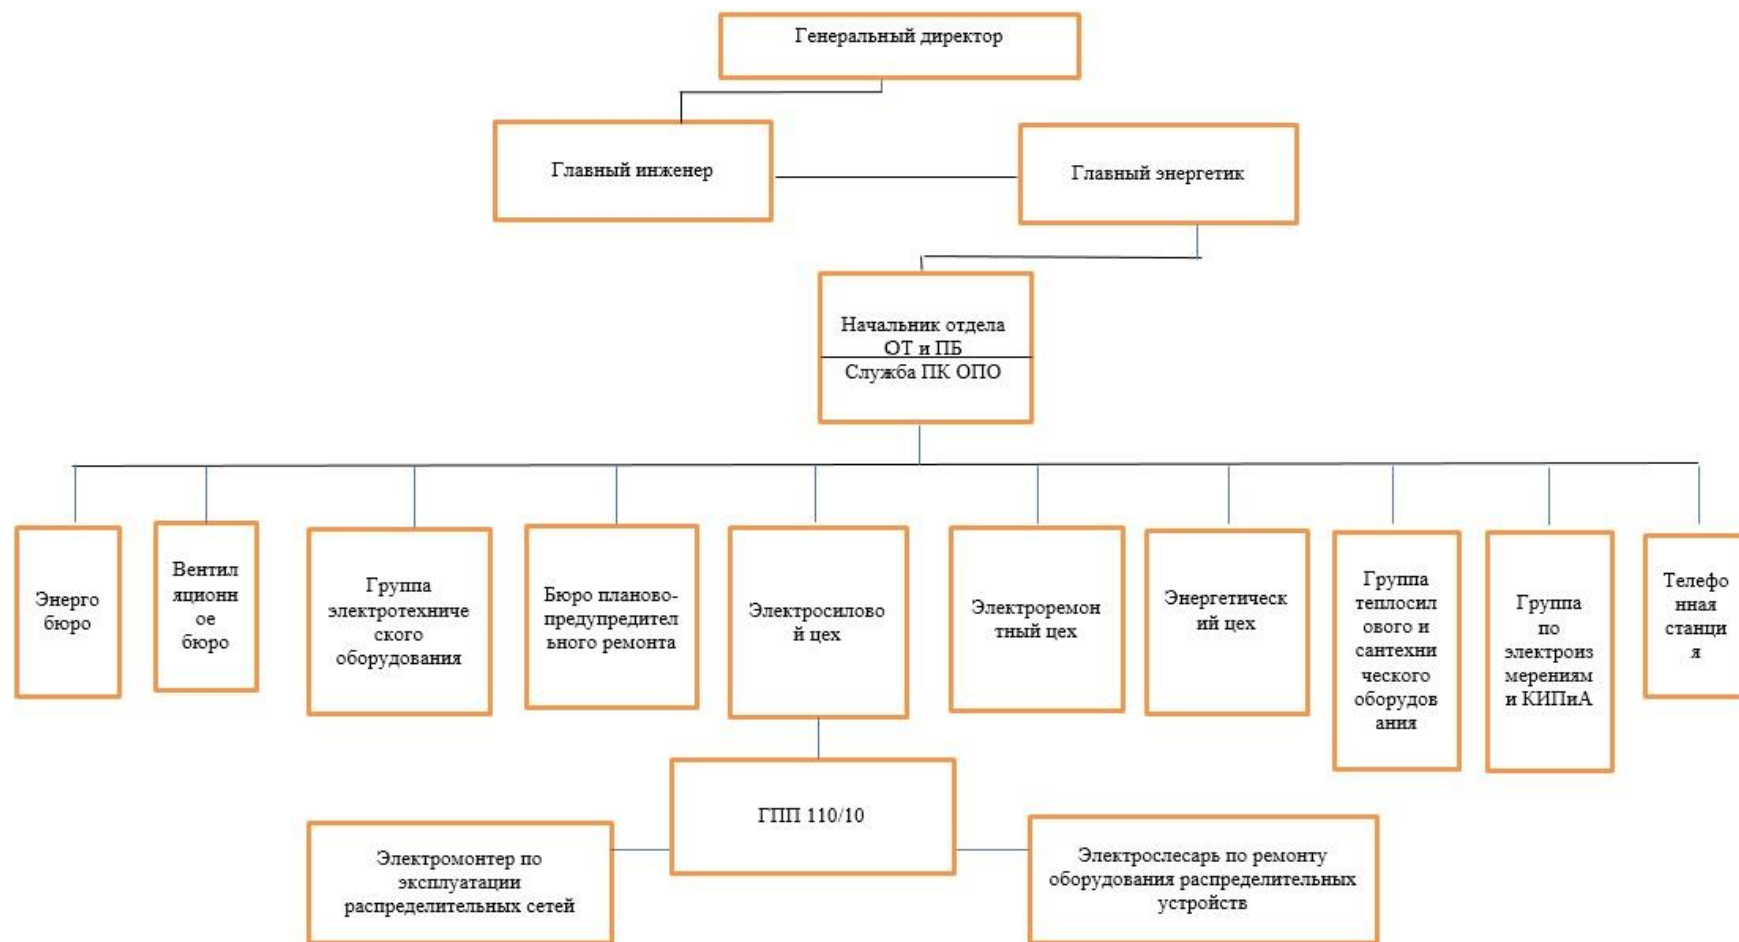 Генеральный директор
Главный инженер
Главный энергетик
Начальник отдела
ОТ и ПБ
Служба ПК ОПО
Энерго
бюро
Вентил
яционн
ое
бюро
Группа
электротехниче
ского
оборудования
Бюро планово-
предупредител
ьного ремонта
Электросилово
й цех
Электроремон
тный цех
Энергетическ
ий цех
Группа
теплосил
ового и
сантехни
ческого
оборудов
ания
Группа
по
электроиз
мерениям
и КИПиА
Телефо
нная
станци
я
ГПП 110/10
Электромонтер по
эксплуатации
распределительных сетей
Электрослесарь по ремонту
оборудования распределительных
устройств